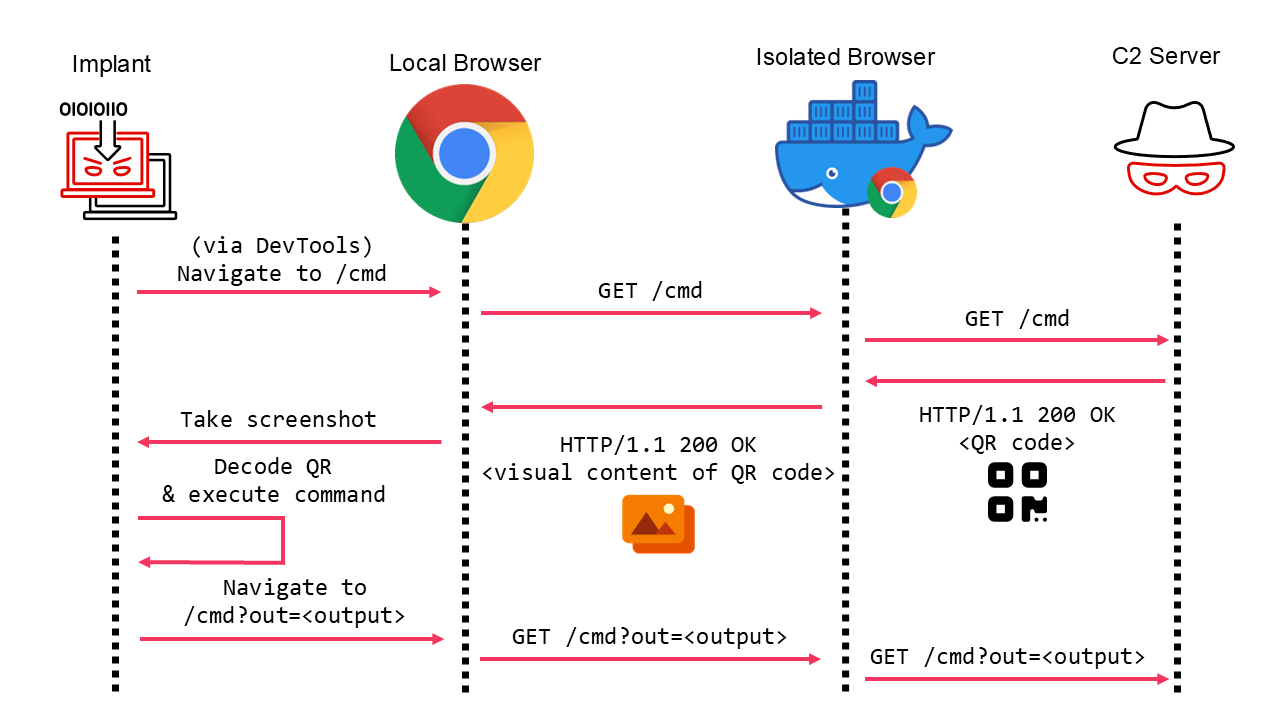 Implant
Local Browser
Isolated Browser
C2 Server
01010110
(via DevTools)
Navigate to /cmd
GET /cmd
GET /cmd
HTTP/1.1 200 OK
<QR code>
HTTP/1.1 200 OK
<visual content of QR code>
Take screenshot
Decode QR
& execute command
Navigate to
/cmd?out=<output>
GET /cmd?out=<output>
GET /cmd?out=<output>